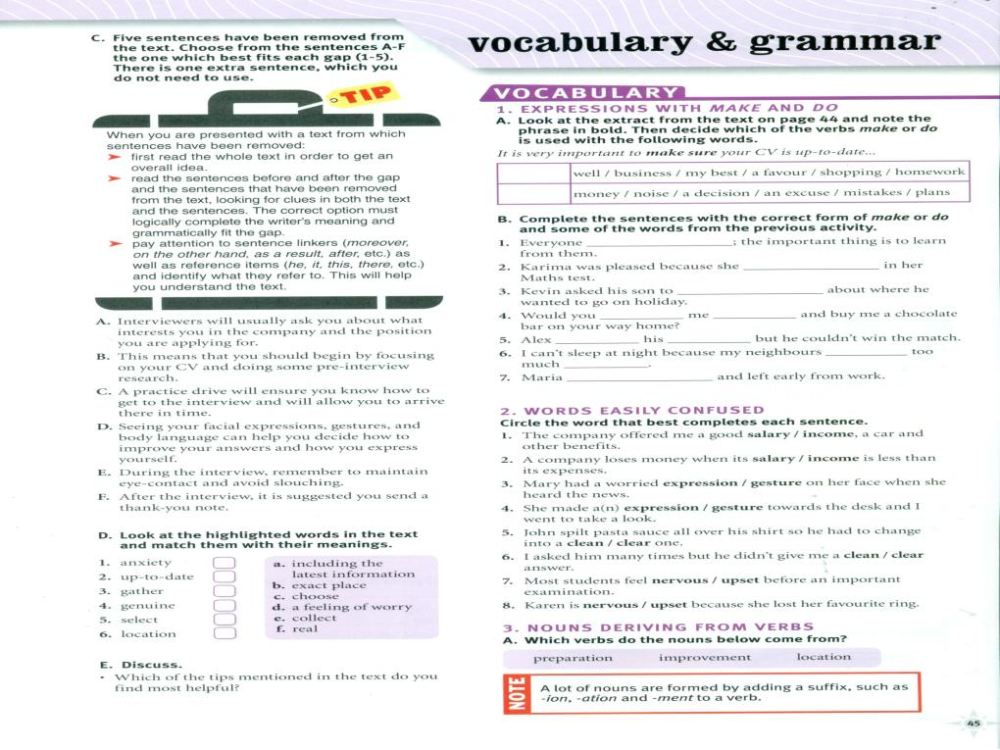 C. Five sentences have been removed from
the text. Choose from the sentences A-F
the one which best fits each gap (1-5).
There is one extra sentence, which you
do not need to use.
TIP
When you are presented with a text from which
sentences have been removed:
➤ first read the whole text in order to get an
overall idea.
➤ read the sentences before and after the gap
and the sentences that have been removed
from the text, looking for clues in both the text
and the sentences. The correct option must
logically complete the writer's meaning and
grammatically fit the gap.
➤ pay attention to sentence linkers (moreover,
on the other hand, as a result, after, etc.) as
well as reference items (he, it, this, there, etc.)
and identify what they refer to. This will help
you understand the text.
A. Interviewers will usually ask you about what
interests you in the company and the position
you are applying for.
B. This means that you should begin by focusing
on your CV and doing some pre-interview
research.
C. A practice drive will ensure you know how to
get to the interview and will allow you to arrive
there in time.
D. Seeing your facial expressions, gestures, and
body language can help you decide how to
improve your answers and how you express
yourself.
E. During the interview, remember to maintain
eye-contact and avoid slouching.
F. After the interview, it is suggested you send a
thank-you note.
D. Look at the highlighted words in the text
and match them with their meanings.
1. anxiety
2. up-to-date
3. gather
4. genuine
5. select
6. location
a. including the
latest information
b. exact place
c. choose
d. a feeling of worry
e. collect
f. real
E. Discuss.
• Which of the tips mentioned in the text do you
find most helpful?
vocabulary & grammar
VOCABULARY
1. EXPRESSIONS WITH MAKE AND DO
A. Look at the extract from the text on page 44 and note the
phrase in bold. Then decide which of the verbs make or do
is used with the following words.
It is very important to make sure your CV is up-to-date...
well / business / my best / a favour / shopping / homework
money / noise / a decision / an excuse / mistakes / plans
B. Complete the sentences with the correct form of make or do
and some of the words from the previous activity.
1. Everyone ____________________; the important thing is to learn
from them.
2. Karima was pleased because she ____________________ in her
Maths test.
3. Kevin asked his son to ____________________ about where he
wanted to go on holiday.
4. Would you ____________ me ____________ and buy me a chocolate
bar on your way home?
5. Alex ____________ his ____________ but he couldn't win the match.
6. I can't sleep at night because my neighbours ____________ too
much ____________.
7. Maria ____________________ and left early from work.
2. WORDS EASILY CONFUSED
Circle the word that best completes each sentence.
1. The company offered me a good salary / income, a car and
other benefits.
2. A company loses money when its salary / income is less than
its expenses.
3. Mary had a worried expression / gesture on her face when she
heard the news.
4. She made a(n) expression / gesture towards the desk and I
went to take a look.
5. John spilt pasta sauce all over his shirt so he had to change
into a clean / clear one.
6. I asked him many times but he didn't give me a clean / clear
answer.
7. Most students feel nervous / upset before an important
examination.
8. Karen is nervous / upset because she lost her favourite ring.
3. NOUNS DERIVING FROM VERBS
A. Which verbs do the nouns below come from?
preparation improvement location
NOTE
A lot of nouns are formed by adding a suffix, such as
-ion, -ation and -ment to a verb.
45